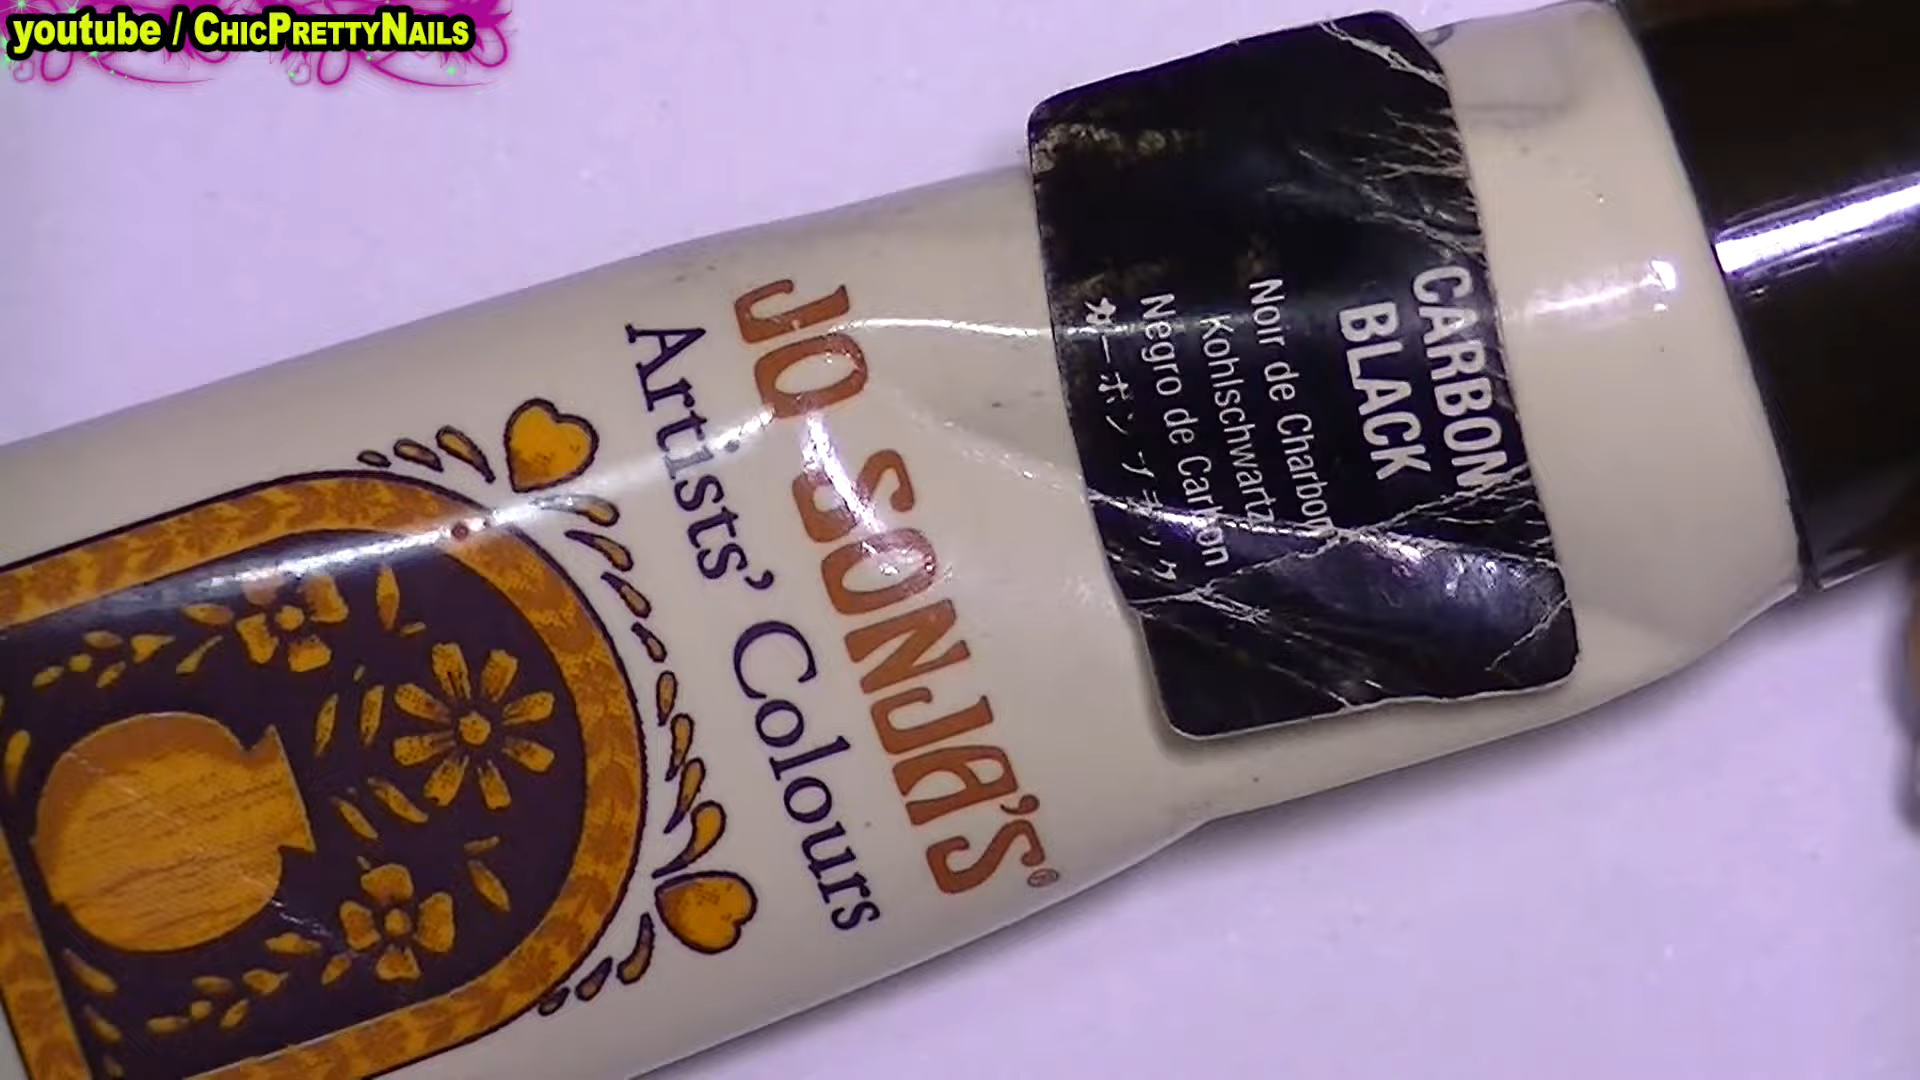 youtube / ChicPrettyNails
CARBON
BLACK
Noir de Charbon
Kohlschwartz
Negro de Carbon
カーボン ブラック
JO SONJA'S®
Artists' Colours